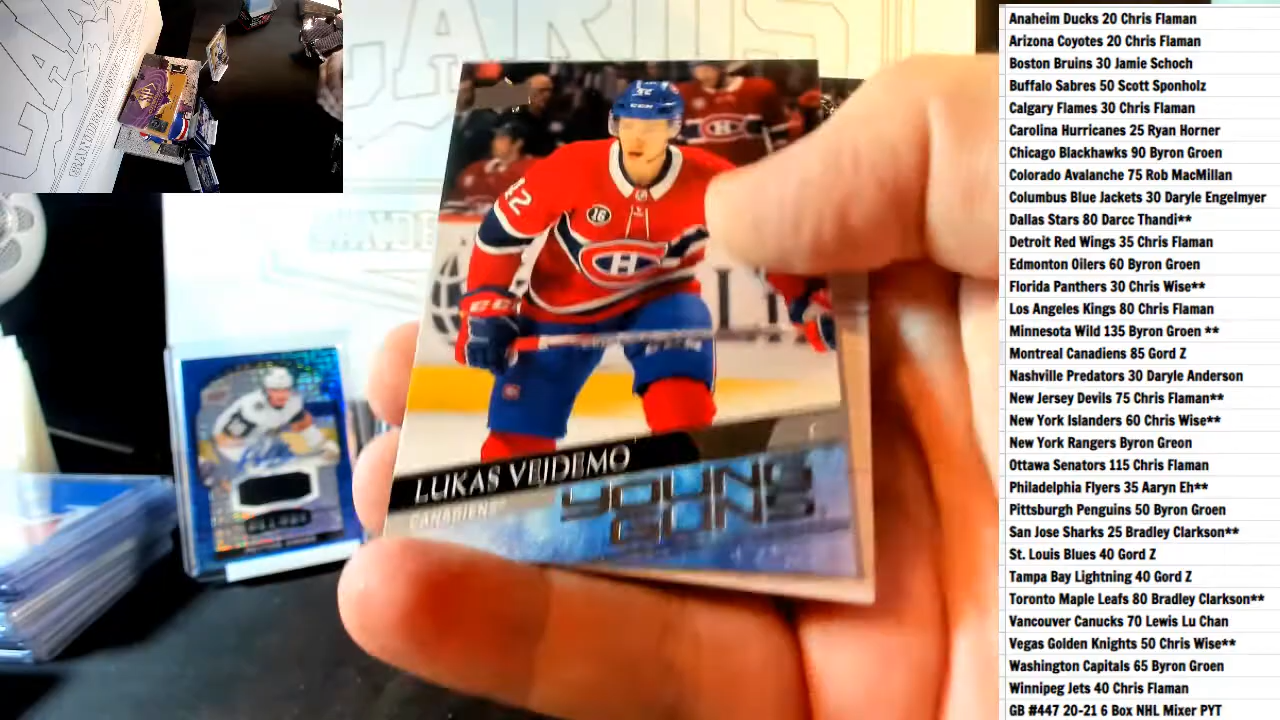 LUKAS VEJDEMO
CANADIENS
YOUNG
GUNS
42
CCM
Anaheim Ducks 20 Chris Flaman
Arizona Coyotes 20 Chris Flaman
Boston Bruins 30 Jamie Schoch
Buffalo Sabres 50 Scott Sponholz
Calgary Flames 30 Chris Flaman
Carolina Hurricanes 25 Ryan Horner
Chicago Blackhawks 90 Byron Groen
Colorado Avalanche 75 Rob MacMillan
Columbus Blue Jackets 30 Daryle Engelmyer
Dallas Stars 80 Darcc Thandi**
Detroit Red Wings 35 Chris Flaman
Edmonton Oilers 60 Byron Groen
Florida Panthers 30 Chris Wise**
Los Angeles Kings 80 Chris Flaman
Minnesota Wild 135 Byron Groen **
Montreal Canadiens 85 Gord Z
Nashville Predators 30 Daryle Anderson
New Jersey Devils 75 Chris Flaman**
New York Islanders 60 Chris Wise**
New York Rangers Byron Greon
Ottawa Senators 115 Chris Flaman
Philadelphia Flyers 35 Aaryn Eh**
Pittsburgh Penguins 50 Byron Groen
San Jose Sharks 25 Bradley Clarkson**
St. Louis Blues 40 Gord Z
Tampa Bay Lightning 40 Gord Z
Toronto Maple Leafs 80 Bradley Clarkson**
Vancouver Canucks 70 Lewis Lu Chan
Vegas Golden Knights 50 Chris Wise**
Washington Capitals 65 Byron Groen
Winnipeg Jets 40 Chris Flaman
GB #447 20-21 6 Box NHL Mixer PYT